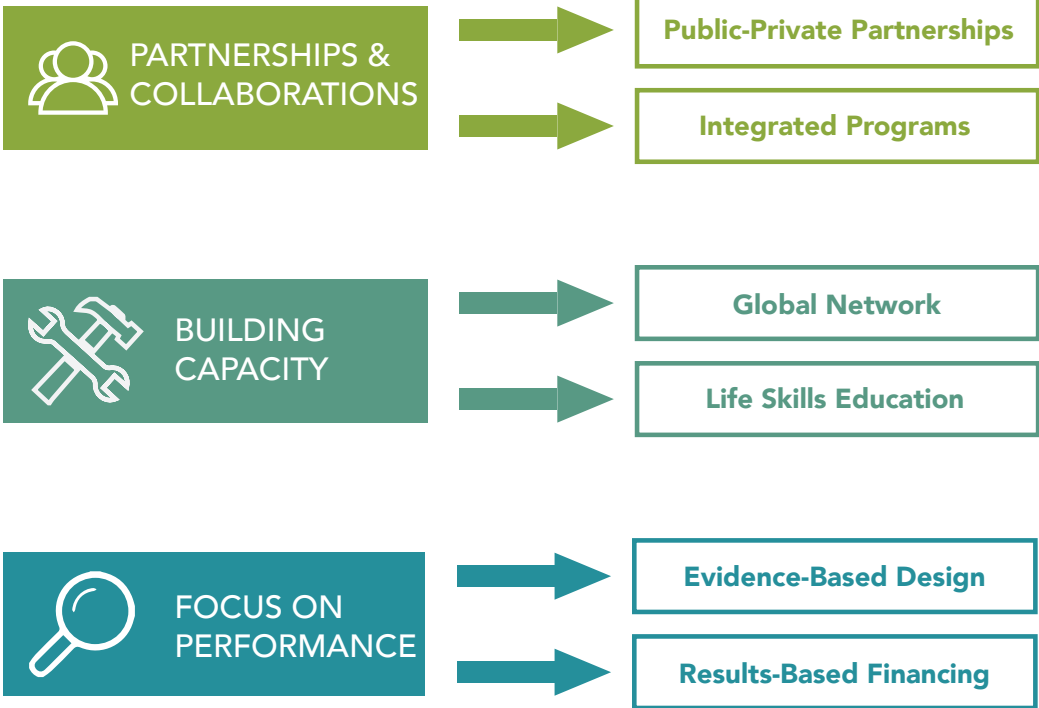 PARTNERSHIPS &
COLLABORATIONS
Public-Private Partnerships
Integrated Programs
BUILDING
CAPACITY
Global Network
Life Skills Education
FOCUS ON
PERFORMANCE
Evidence-Based Design
Results-Based Financing